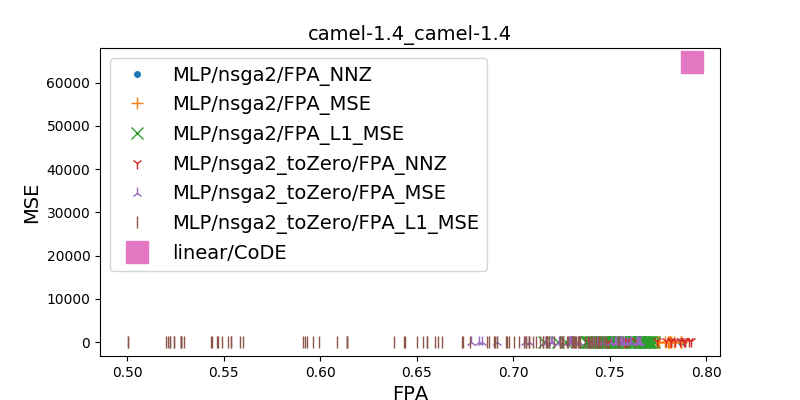 camel-1.4_camel-1.4
MSE
60000
50000
40000
30000
20000
10000
0
MLP/nsga2/FPA_NNZ
MLP/nsga2/FPA_MSE
MLP/nsga2/FPA_L1_MSE
MLP/nsga2_toZero/FPA_NNZ
MLP/nsga2_toZero/FPA_MSE
MLP/nsga2_toZero/FPA_L1_MSE
linear/CoDE
0.50 0.55 0.60 0.65 0.70 0.75 0.80
FPA